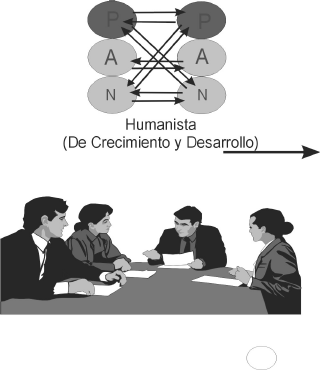 P P
A A
N N
Humanista
(De Crecimiento y Desarrollo)